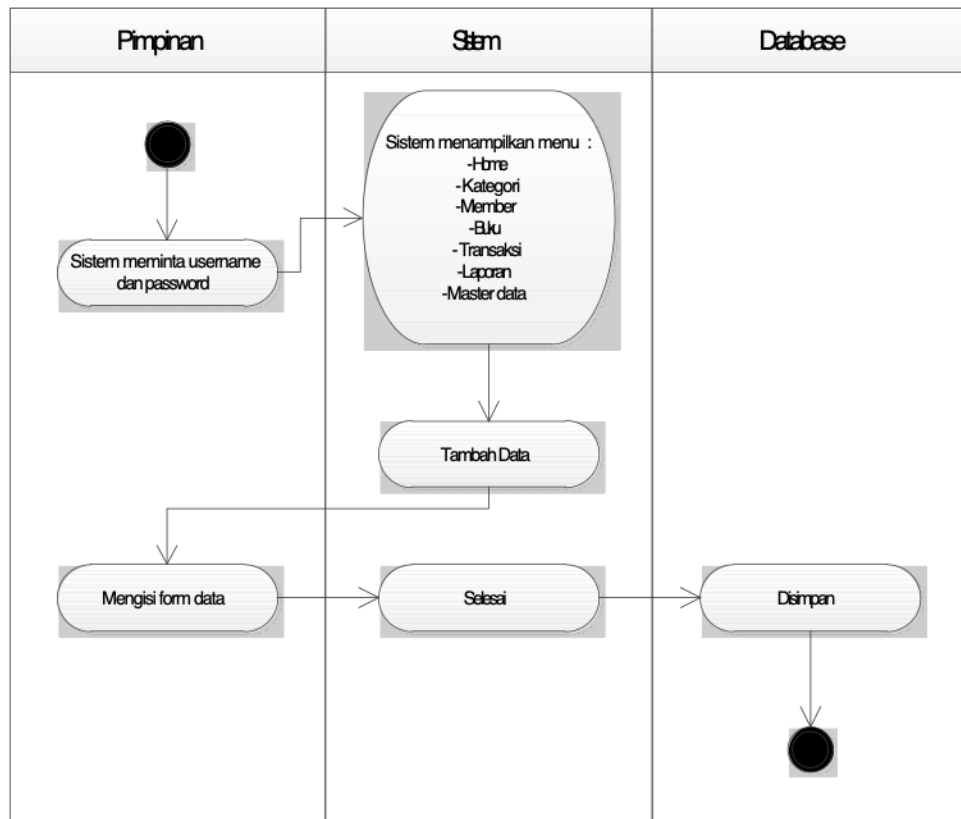 Pimpinan
Sistem
Database
Sistem menampilkan menu :
-Home
-Kategori
-Member
-Buku
- Transaksi
-Laporan
-Master data
Sistem meminta username
dan password
Tambah Data
Mengisi form data
Selesai
Disimpan